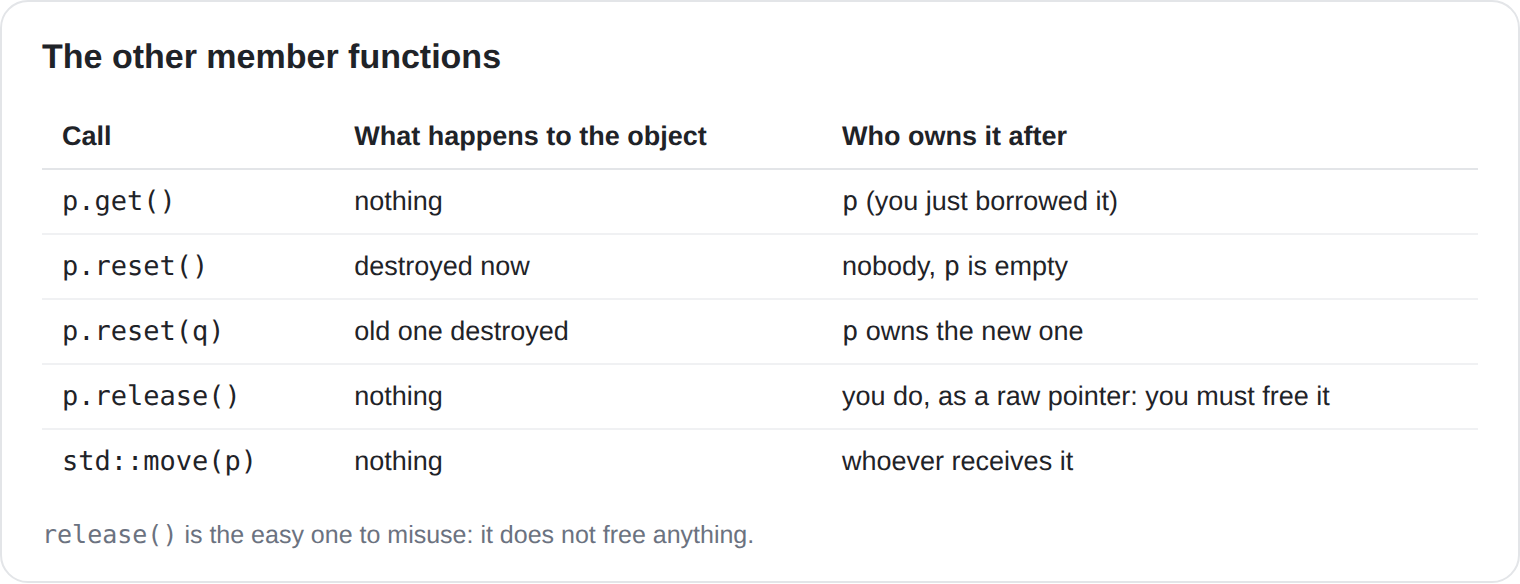 The other member functions
Call What happens to the object Who owns it after
p.get() nothing p (you just borrowed it)
p.reset() destroyed now nobody, p is empty
p.reset(q) old one destroyed p owns the new one
p.release() nothing you do, as a raw pointer: you must free it
std::move(p) nothing whoever receives it
release() is the easy one to misuse: it does not free anything.